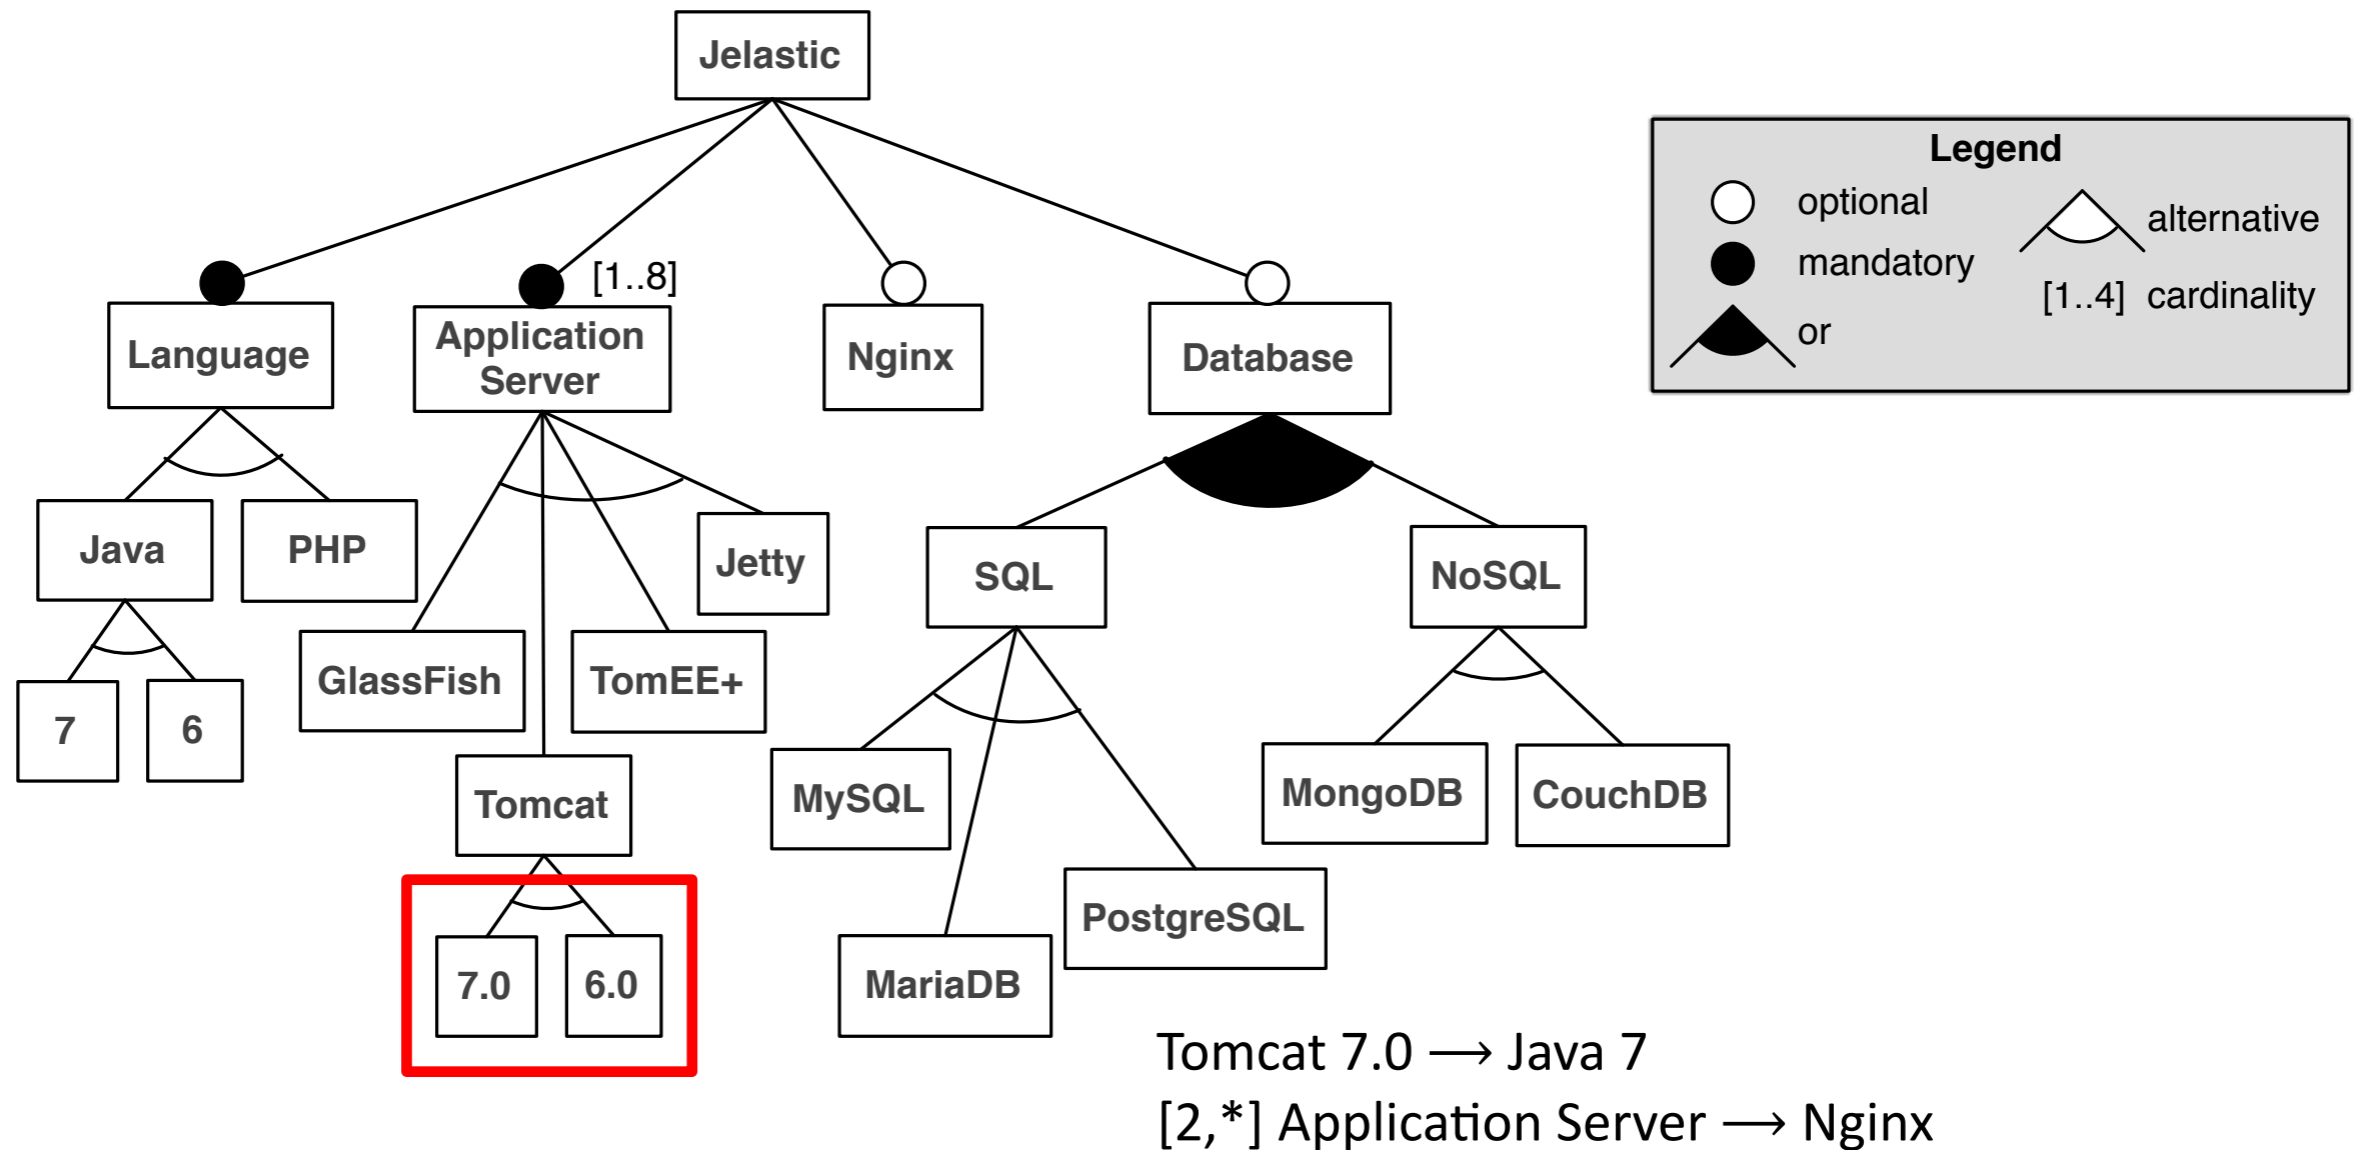 Jelastic
Legend
optional
alternative
mandatory
[1..4] cardinality
or
[1..8]
Language
Application
Server
Nginx
Database
Java
PHP
Jetty
SQL
NoSQL
7
6
GlassFish
TomEE+
Tomcat
MySQL
MongoDB
CouchDB
PostgreSQL
7.0
6.0
MariaDB
Tomcat 7.0 ⟶ Java 7
[2,*] Application Server ⟶ Nginx